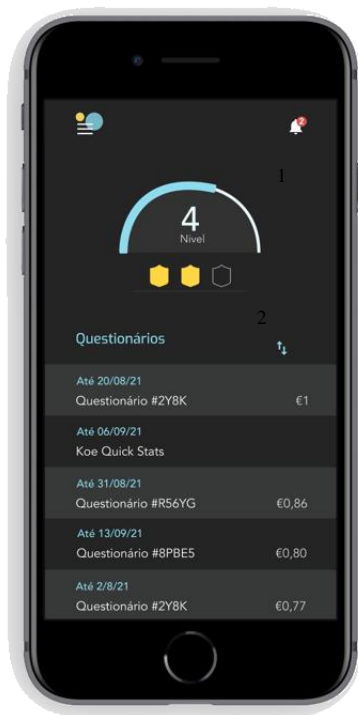 2
1
4
Nivel
2
Questionários
Até 20/08/21
Questionário #2Y8K €1
Até 06/09/21
Koe Quick Stats
Até 31/08/21
Questionário #R56YG €0,86
Até 13/09/21
Questionário #8PBE5 €0,80
Até 2/8/21
Questionário #2Y8K €0,77